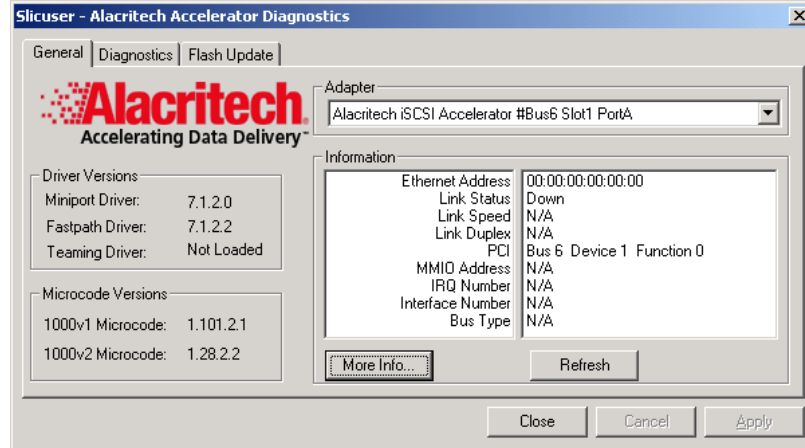 Slicuser - Alacritech Accelerator Diagnostics
General Diagnostics Flash Update
Alacritech
Accelerating Data Delivery™
Adapter
Alacritech iSCSI Accelerator #Bus6 Slot1 PortA
Driver Versions
Miniport Driver: 7.1.2.0
Fastpath Driver: 7.1.2.2
Teaming Driver: Not Loaded
Microcode Versions
1000v1 Microcode: 1.101.2.1
1000v2 Microcode: 1.28.2.2
Information
Ethernet Address 00:00:00:00:00:00
Link Status Down
Link Speed N/A
Link Duplex N/A
PCI Bus 6 Device 1 Function 0
MMIO Address N/A
IRQ Number N/A
Interface Number N/A
Bus Type N/A
More Info... Refresh
Close Cancel Apply